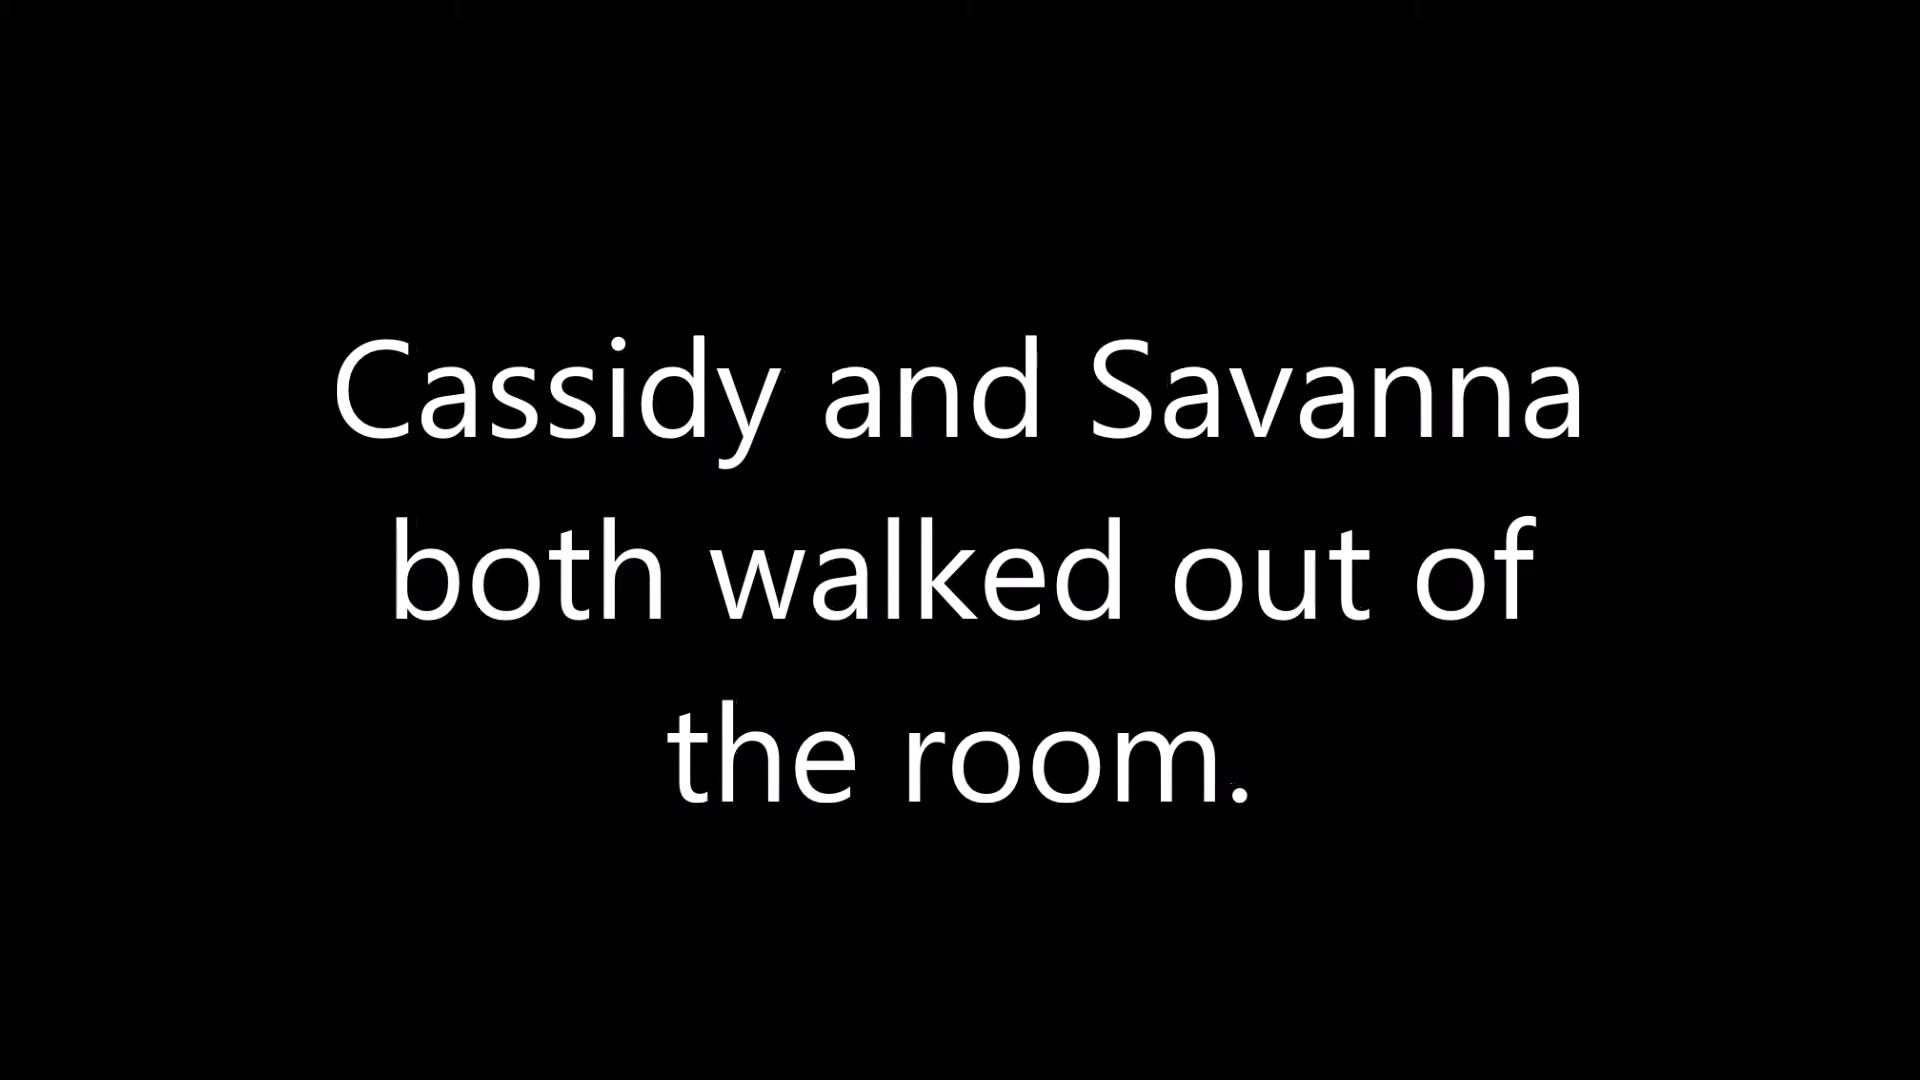 Cassidy and Savanna
both walked out of
the room.